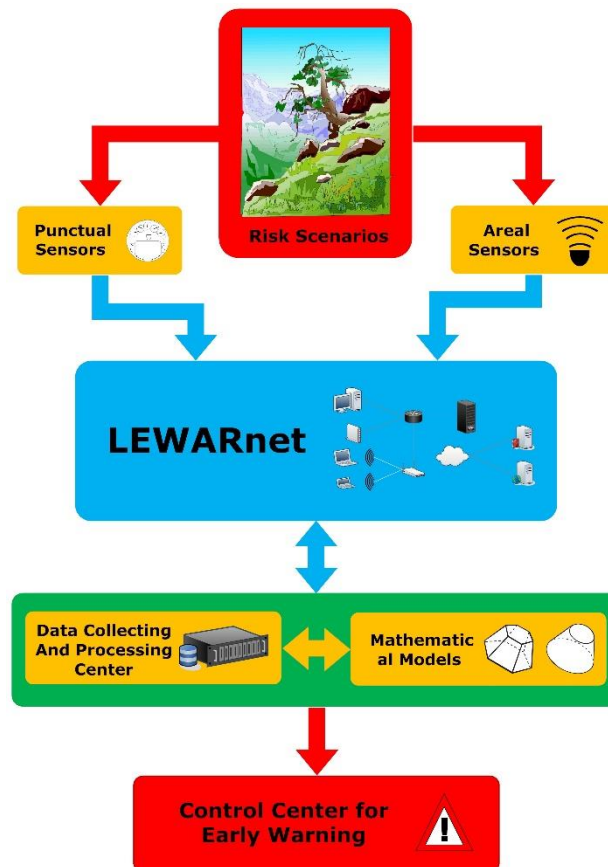 Risk Scenarios
Punctual
Sensors
Areal
Sensors
LEWARnet
Data Collecting
And Processing
Center
Mathematic
al Models
Control Center for
Early Warning
!